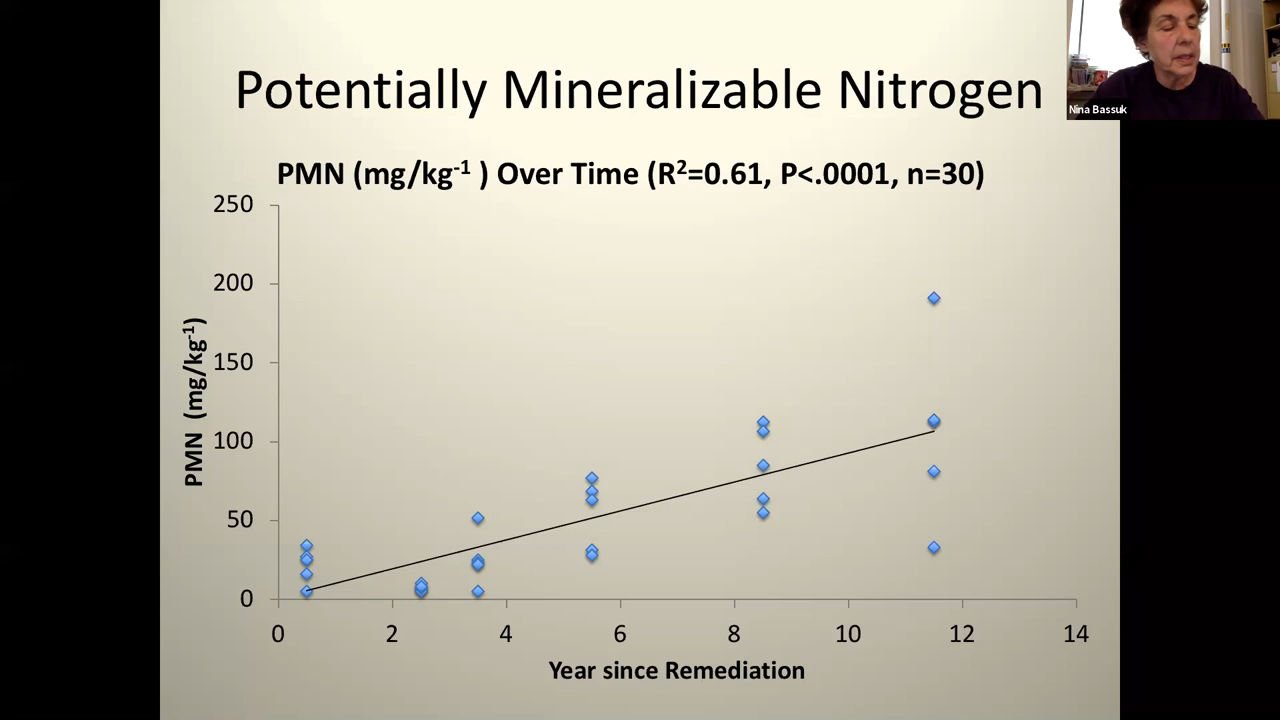 Potentially Mineralizable Nitrogen
Nina Bassuk
PMN (mg/kg⁻¹ ) Over Time (R²=0.61, P<.0001, n=30)
250
200
150
100
50
0
PMN (mg/kg⁻¹)
0 2 4 6 8 10 12 14
Year since Remediation